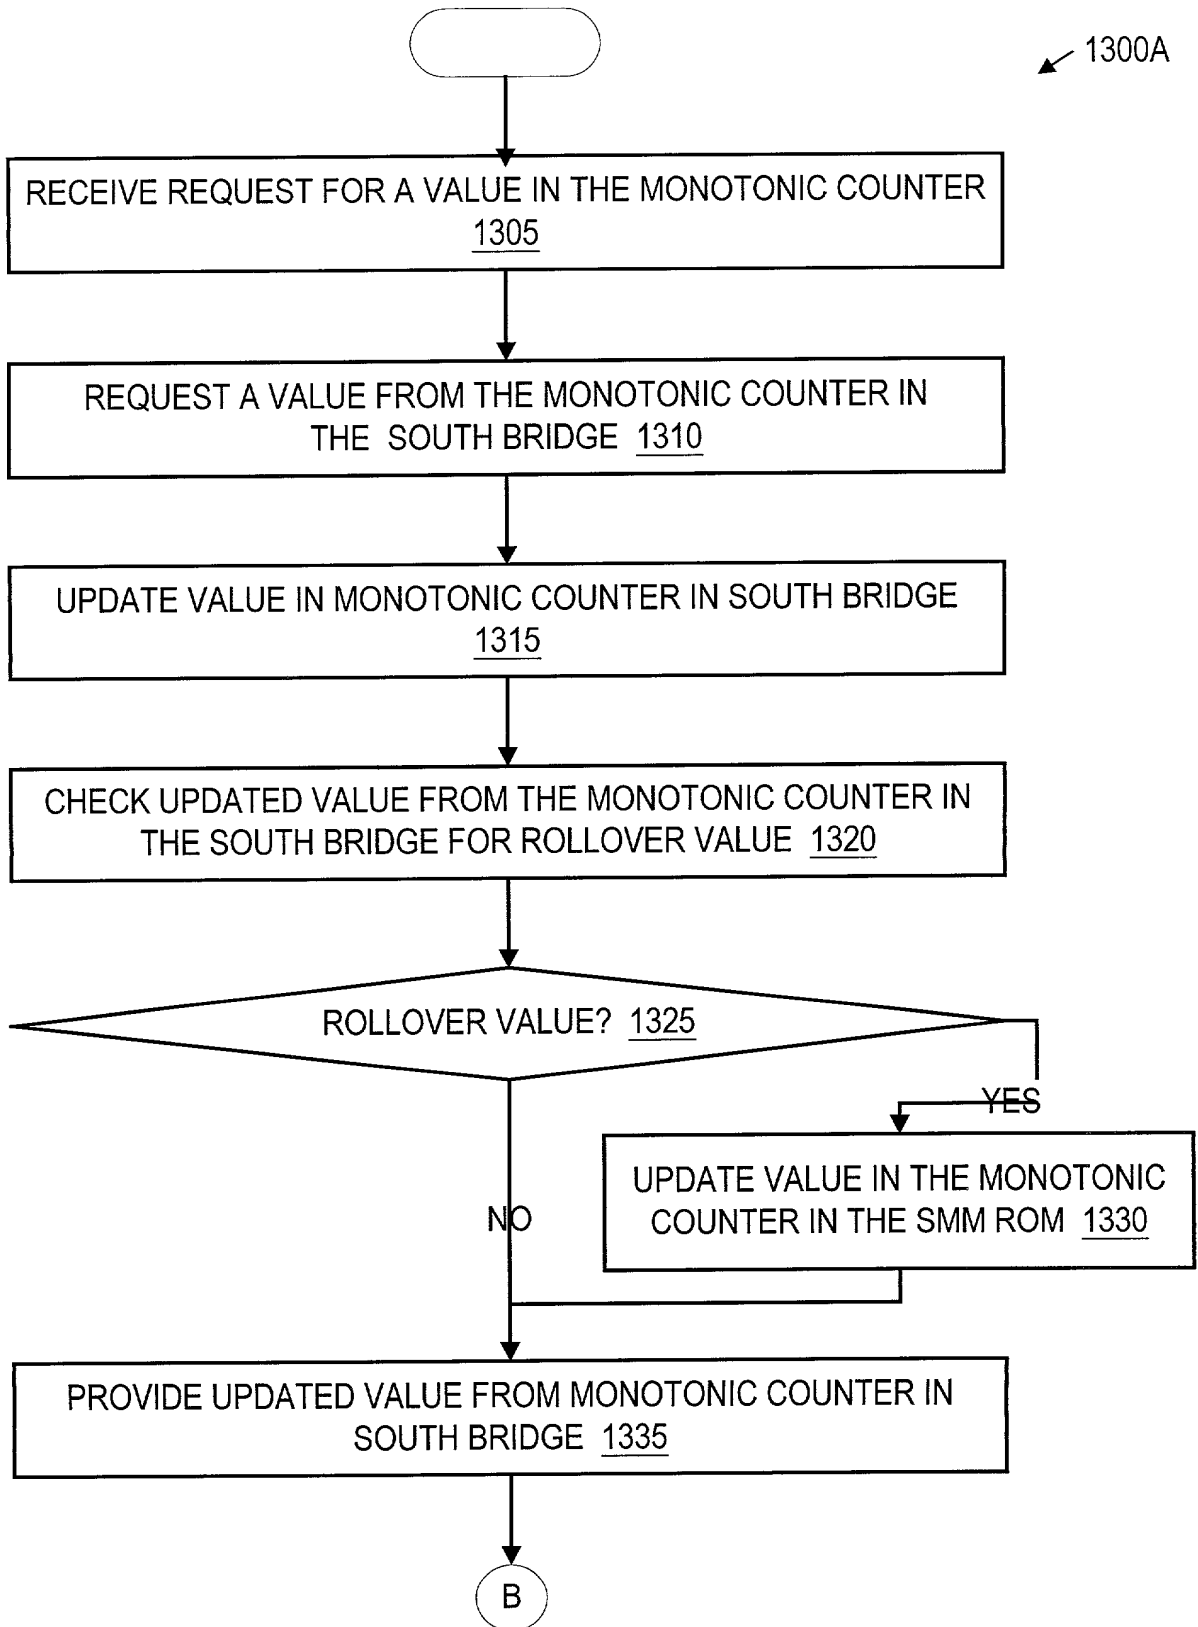 1300A
RECEIVE REQUEST FOR A VALUE IN THE MONOTONIC COUNTER
1305
REQUEST A VALUE FROM THE MONOTONIC COUNTER IN
THE SOUTH BRIDGE 1310
UPDATE VALUE IN MONOTONIC COUNTER IN SOUTH BRIDGE
1315
CHECK UPDATED VALUE FROM THE MONOTONIC COUNTER IN
THE SOUTH BRIDGE FOR ROLLOVER VALUE 1320
ROLLOVER VALUE? 1325
YES
UPDATE VALUE IN THE MONOTONIC
COUNTER IN THE SMM ROM 1330
NO
PROVIDE UPDATED VALUE FROM MONOTONIC COUNTER IN
SOUTH BRIDGE 1335
B